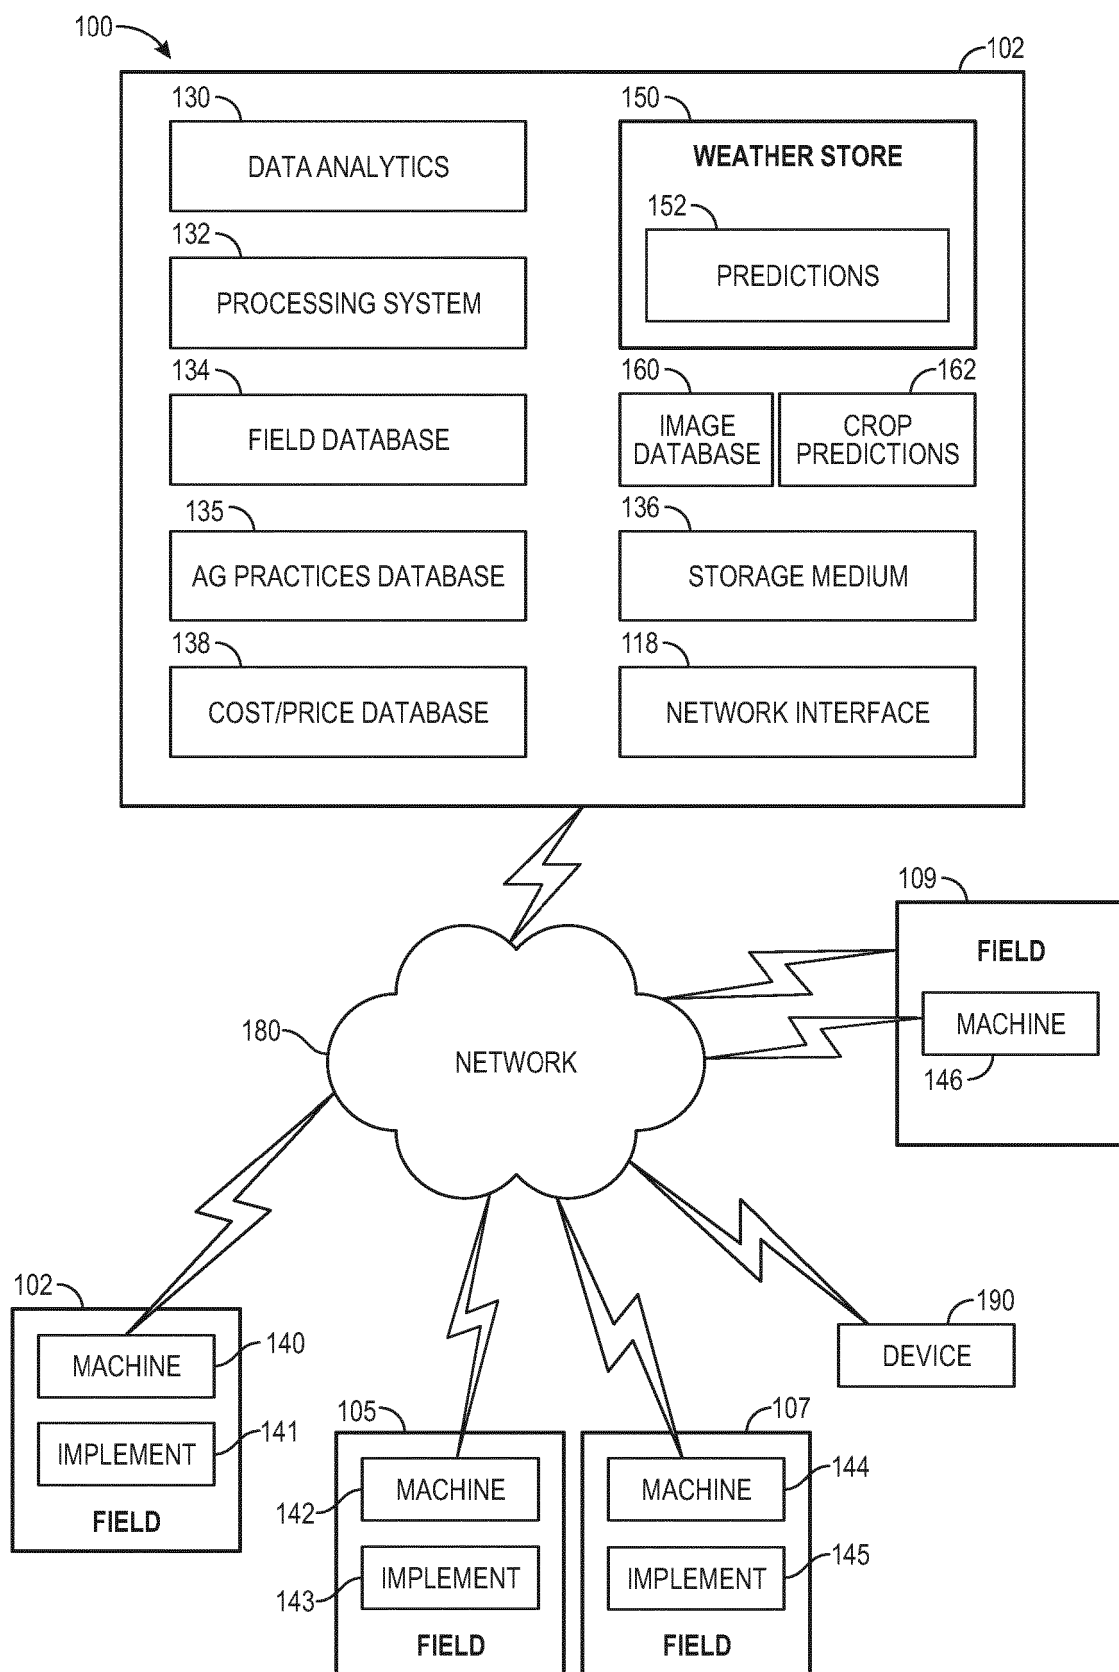 100
102
130
DATA ANALYTICS
150
WEATHER STORE
152
PREDICTIONS
132
PROCESSING SYSTEM
134
FIELD DATABASE
160
IMAGE
DATABASE
162
CROP
PREDICTIONS
135
AG PRACTICES DATABASE
136
STORAGE MEDIUM
138
COST/PRICE DATABASE
118
NETWORK INTERFACE
109
FIELD
MACHINE
146
180
NETWORK
102
MACHINE
140
IMPLEMENT
141
FIELD
190
DEVICE
105
MACHINE
142
IMPLEMENT
143
FIELD
107
MACHINE
144
IMPLEMENT
145
FIELD